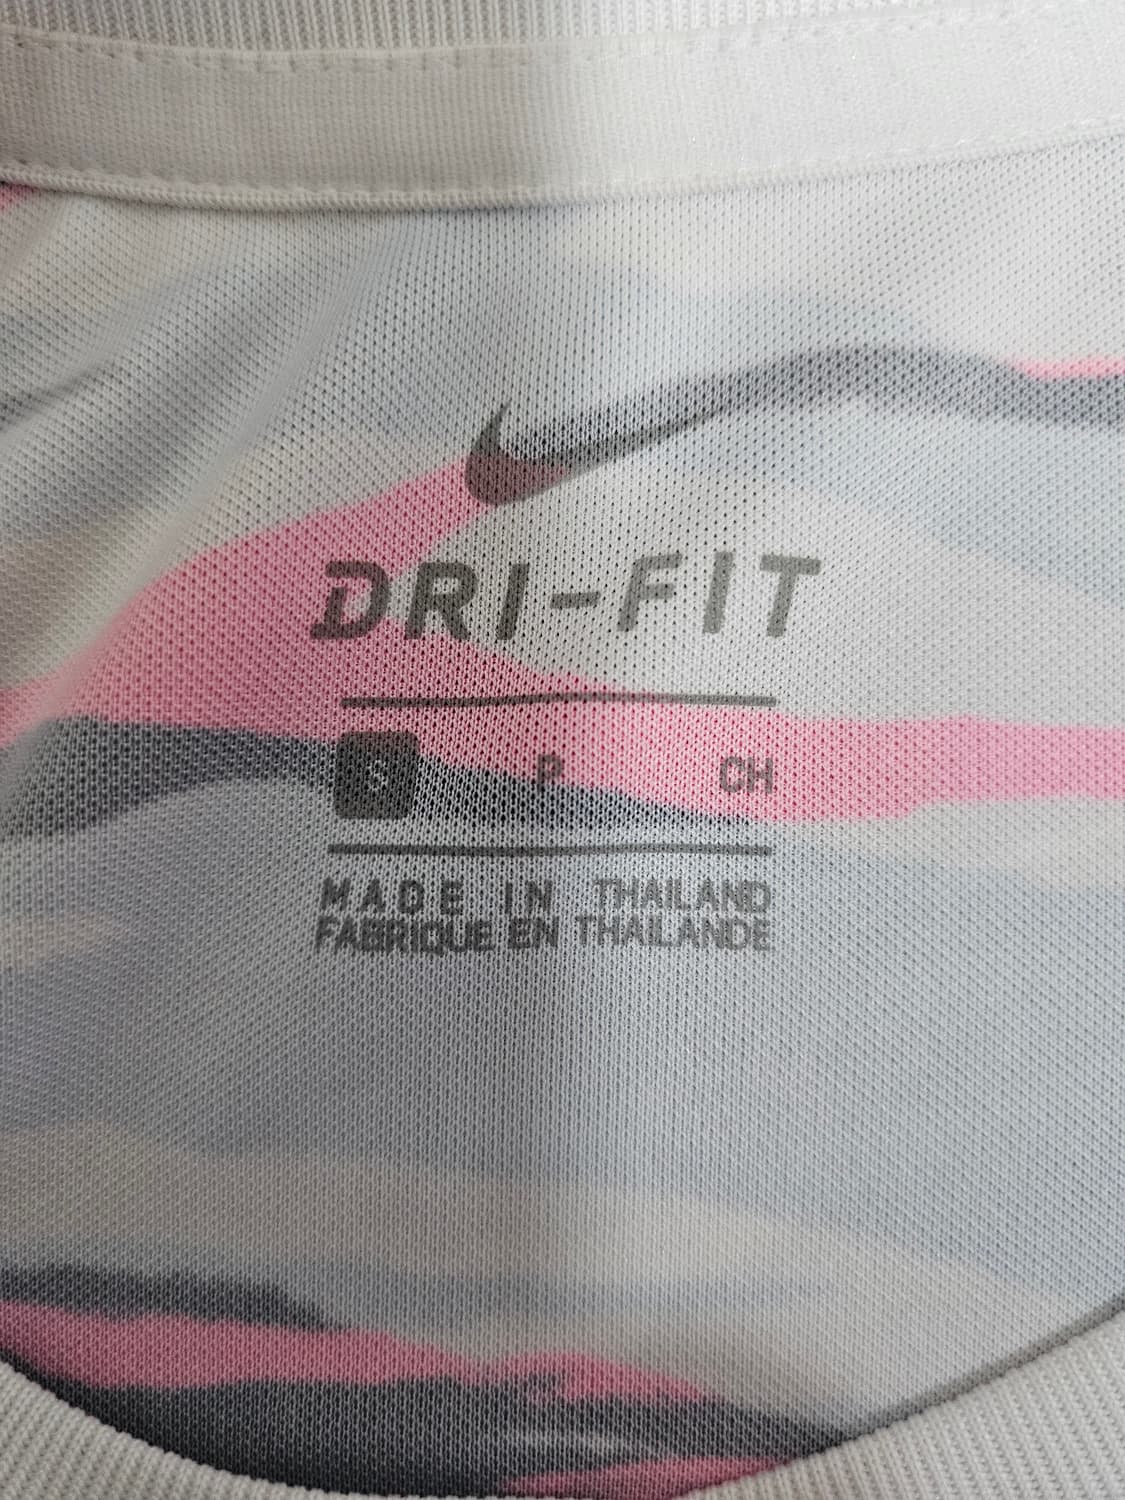 DRI-FIT
S P CH
MADE IN THAILAND
FABRIQUE EN THAILANDE